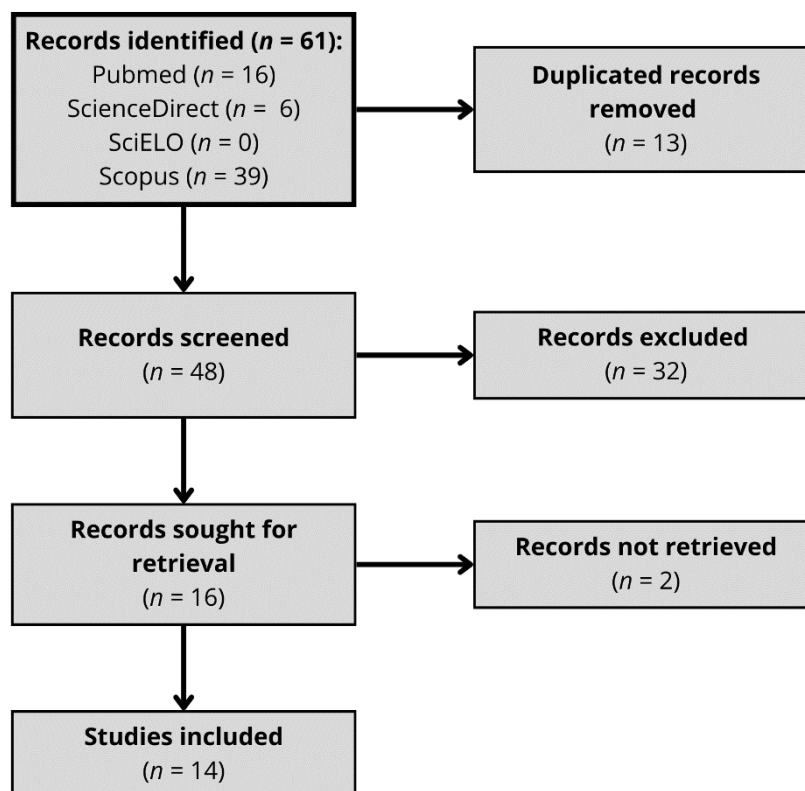 Records identified (n = 61):
Pubmed (n = 16)
ScienceDirect (n = 6)
SciELO (n = 0)
Scopus (n = 39)
Duplicated records
removed
(n = 13)
Records screened
(n = 48)
Records excluded
(n = 32)
Records sought for
retrieval
(n = 16)
Records not retrieved
(n = 2)
Studies included
(n = 14)